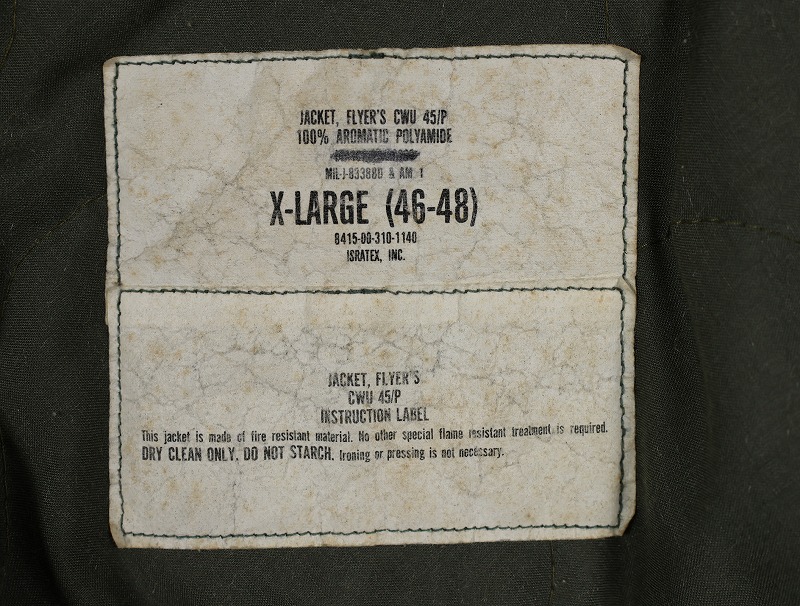 JACKET, FLYER'S CWU 45/P
100% AROMATIC POLYAMIDE
MIL-J-83388D & AM 1
X-LARGE (46-48)
8415-00-310-1140
ISRATEX, INC.
JACKET, FLYER'S
CWU 45/P
INSTRUCTION LABEL
This jacket is made of fire resistant material. No other special flame resistant treatment is required.
DRY CLEAN ONLY. DO NOT STARCH. Ironing or pressing is not necessary.